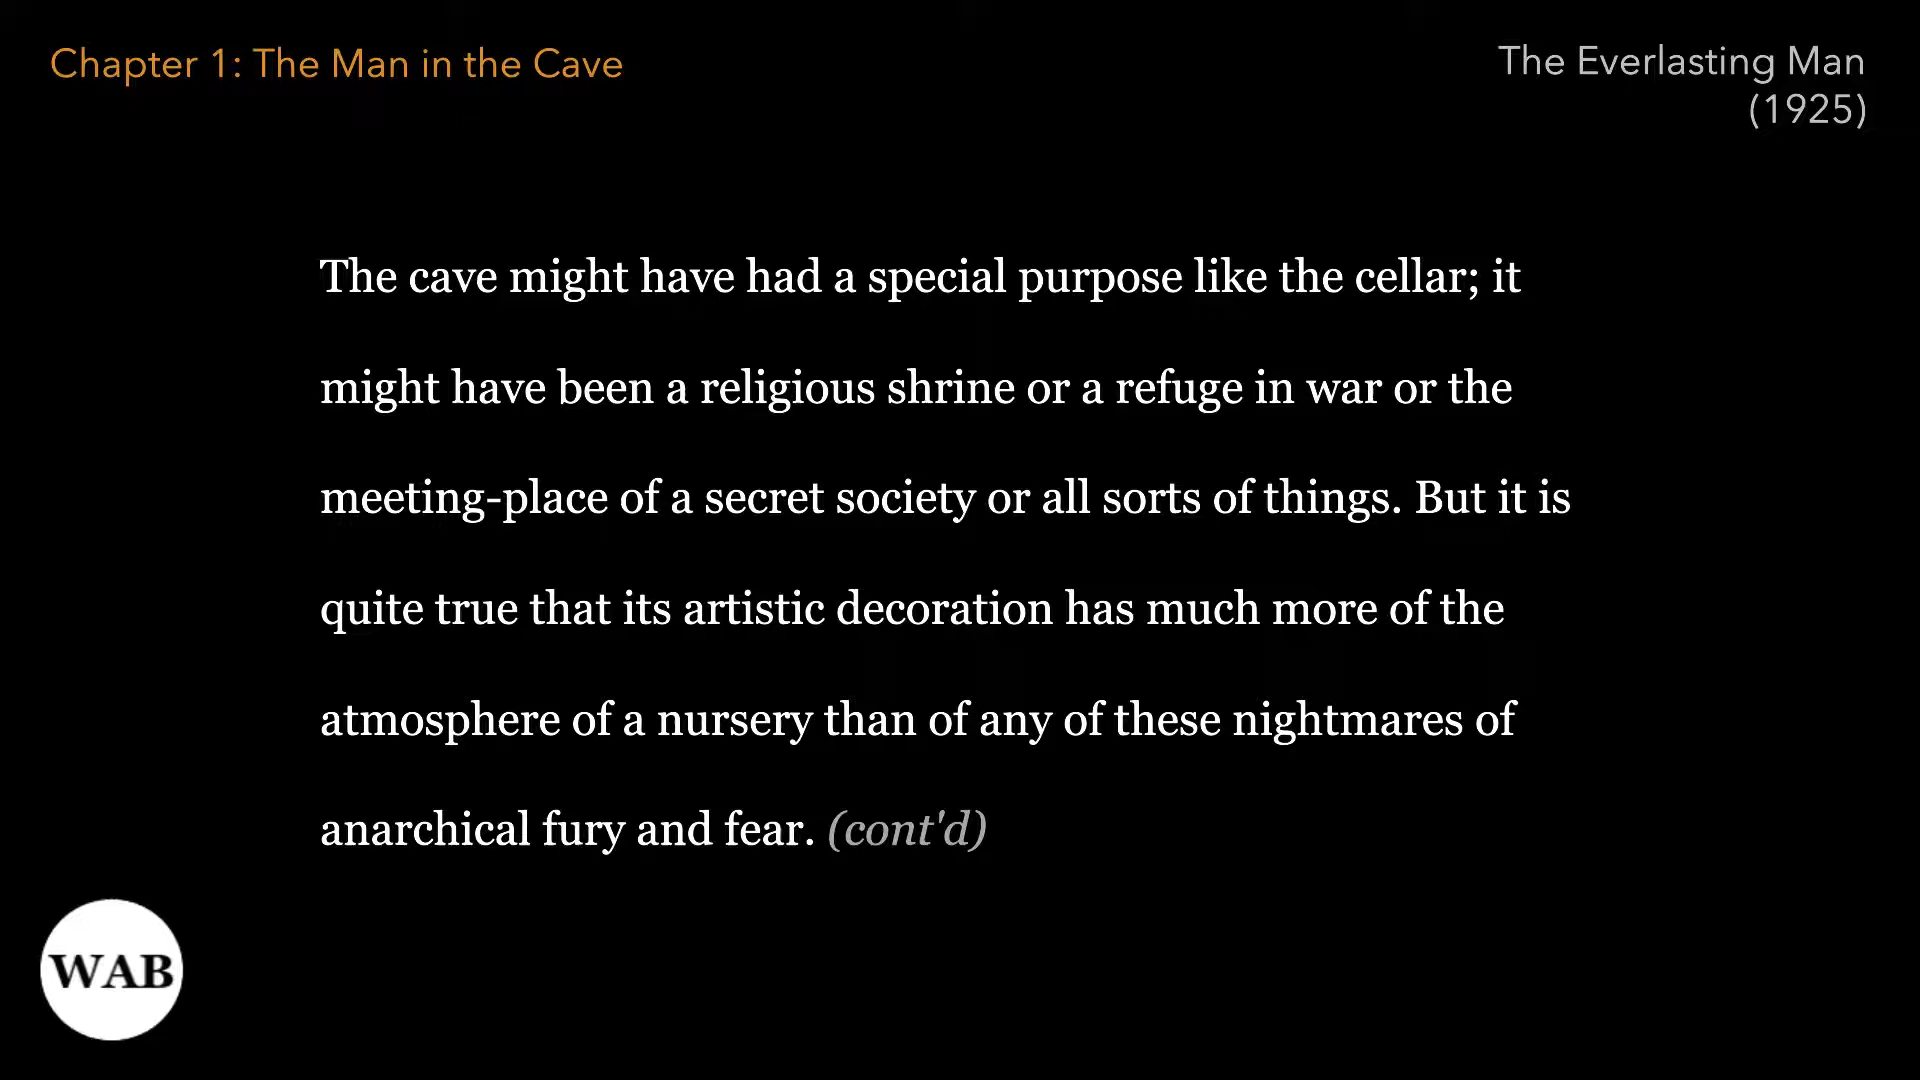 Chapter 1: The Man in the Cave
The Everlasting Man
(1925)
The cave might have had a special purpose like the cellar; it
might have been a religious shrine or a refuge in war or the
meeting-place of a secret society or all sorts of things. But it is
quite true that its artistic decoration has much more of the
atmosphere of a nursery than of any of these nightmares of
anarchical fury and fear. (cont'd)
WAB